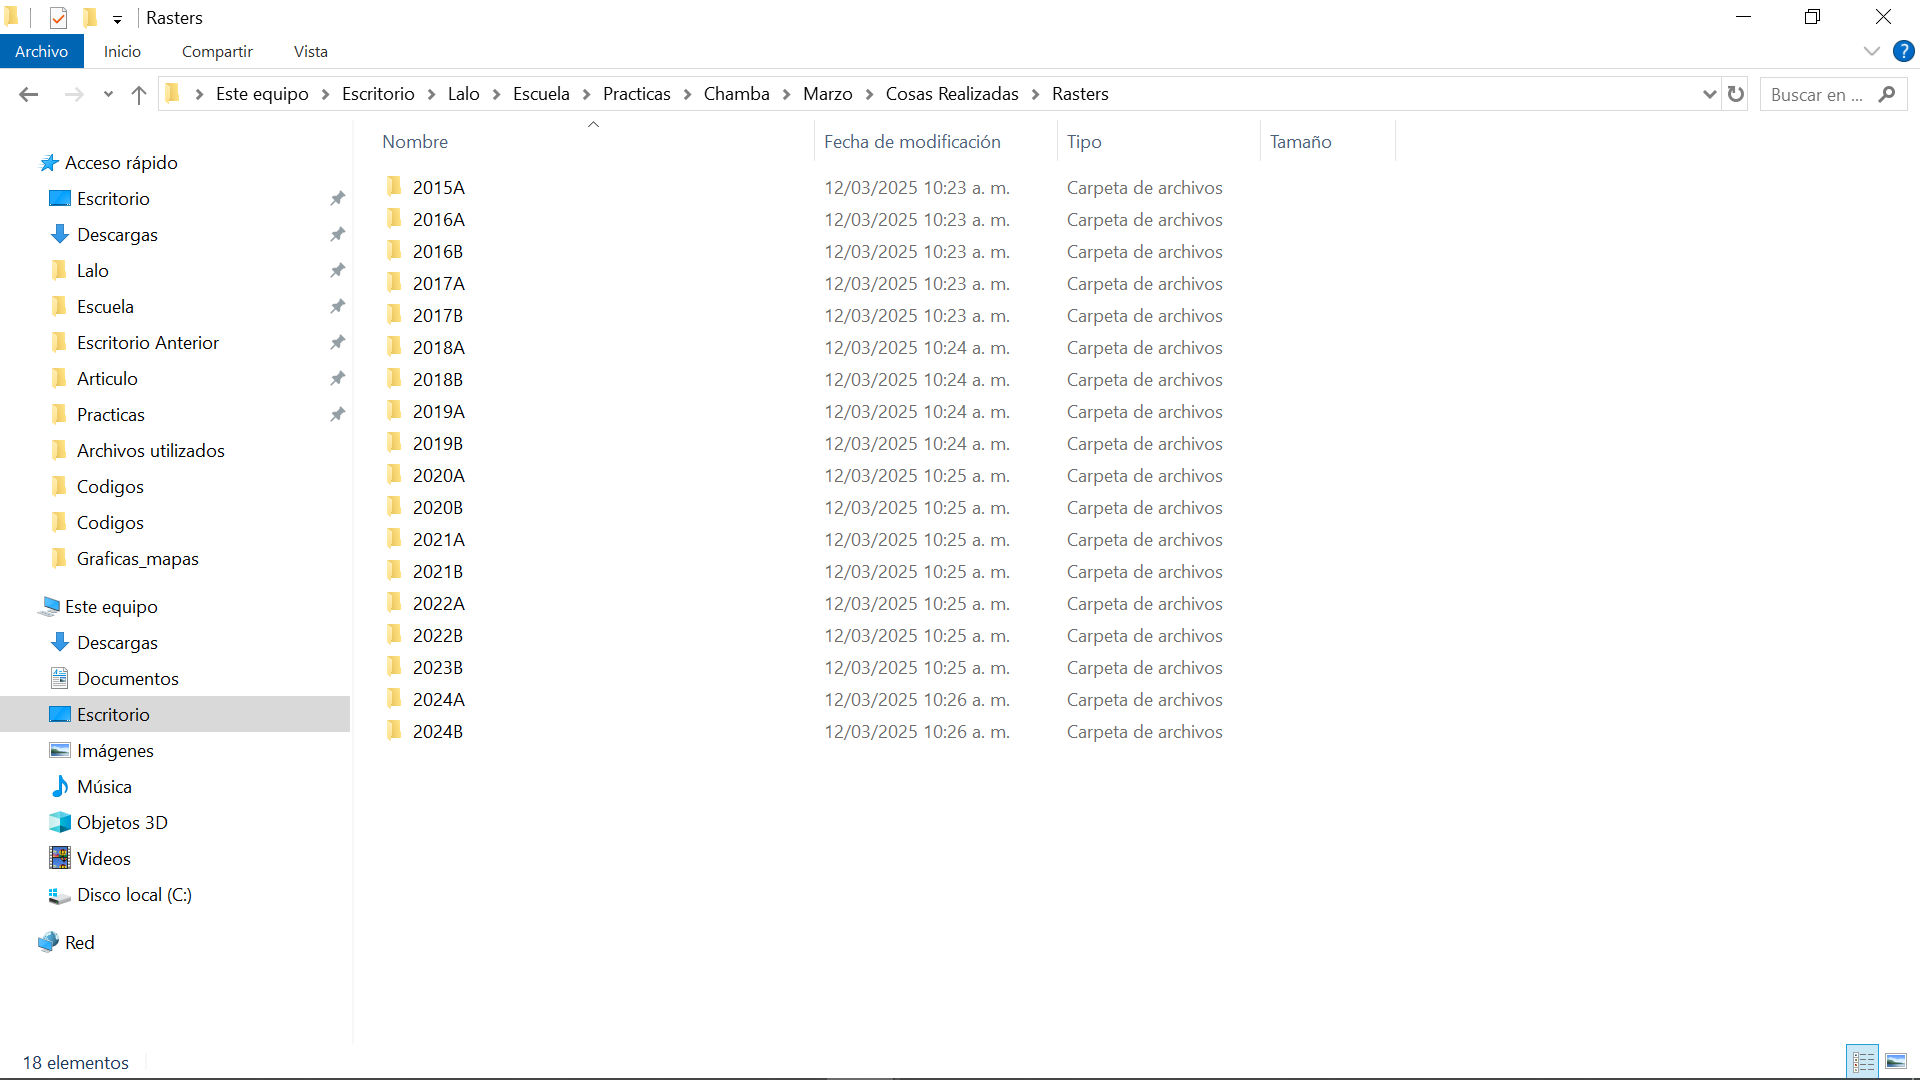 Rasters
Archivo Inicio Compartir Vista
Este equipo Escritorio Lalo Escuela Practicas Chamba Marzo Cosas Realizadas Rasters
Buscar en ...
Acceso rápido
Escritorio
Descargas
Lalo
Escuela
Escritorio Anterior
Articulo
Practicas
Archivos utilizados
Codigos
Codigos
Graficas_mapas
Este equipo
Descargas
Documentos
Escritorio
Imágenes
Música
Objetos 3D
Videos
Disco local (C:)
Red
Nombre Fecha de modificación Tipo Tamaño
2015A 12/03/2025 10:23 a. m. Carpeta de archivos
2016A 12/03/2025 10:23 a. m. Carpeta de archivos
2016B 12/03/2025 10:23 a. m. Carpeta de archivos
2017A 12/03/2025 10:23 a. m. Carpeta de archivos
2017B 12/03/2025 10:23 a. m. Carpeta de archivos
2018A 12/03/2025 10:24 a. m. Carpeta de archivos
2018B 12/03/2025 10:24 a. m. Carpeta de archivos
2019A 12/03/2025 10:24 a. m. Carpeta de archivos
2019B 12/03/2025 10:24 a. m. Carpeta de archivos
2020A 12/03/2025 10:25 a. m. Carpeta de archivos
2020B 12/03/2025 10:25 a. m. Carpeta de archivos
2021A 12/03/2025 10:25 a. m. Carpeta de archivos
2021B 12/03/2025 10:25 a. m. Carpeta de archivos
2022A 12/03/2025 10:25 a. m. Carpeta de archivos
2022B 12/03/2025 10:25 a. m. Carpeta de archivos
2023B 12/03/2025 10:25 a. m. Carpeta de archivos
2024A 12/03/2025 10:26 a. m. Carpeta de archivos
2024B 12/03/2025 10:26 a. m. Carpeta de archivos
18 elementos